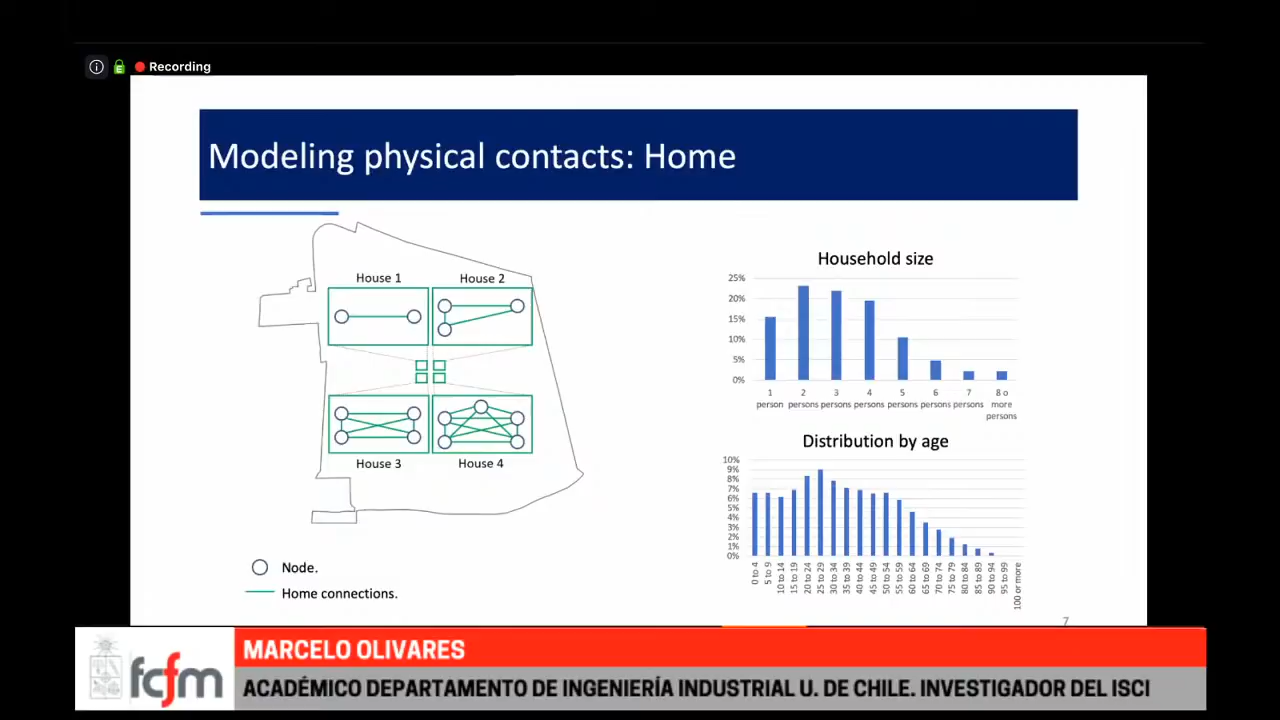 Recording
Modeling physical contacts: Home
House 1
House 2
House 3
House 4
Node.
Home connections.
Household size
25%
20%
15%
10%
5%
0%
1 person
2 persons
3 persons
4 persons
5 persons
6 persons
7 persons
8 o more persons
Distribution by age
10%
9%
8%
7%
6%
5%
4%
3%
2%
1%
0%
0 to 4
5 to 9
10 to 14
15 to 19
20 to 24
25 to 29
30 to 34
35 to 39
40 to 44
45 to 49
50 to 54
55 to 59
60 to 64
65 to 69
70 to 74
75 to 79
80 to 84
85 to 89
90 to 94
95 to 99
100 or more
7
fcfm
MARCELO OLIVARES
ACADÉMICO DEPARTAMENTO DE INGENIERÍA INDUSTRIAL U. DE CHILE. INVESTIGADOR DEL ISCI